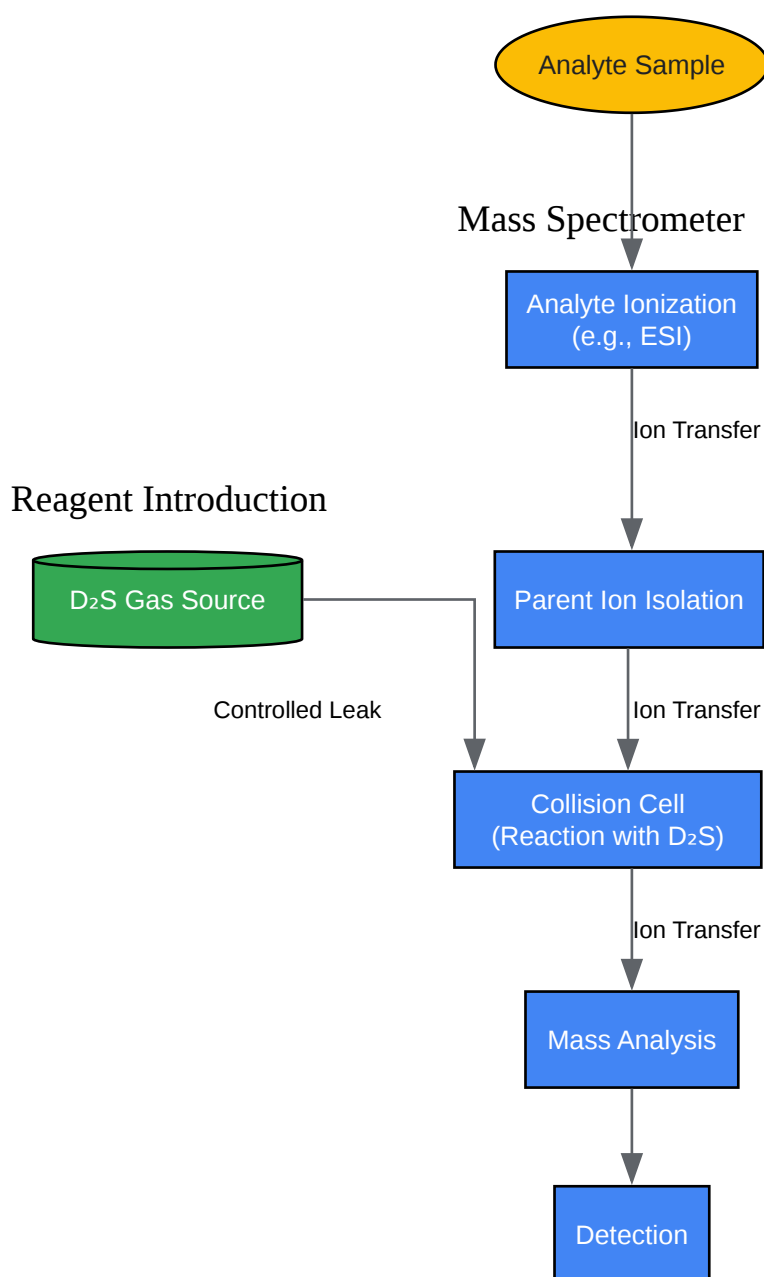 Analyte Sample
Mass Spectrometer
Analyte Ionization
(e.g., ESI)
Ion Transfer
Reagent Introduction
D₂S Gas Source
Parent Ion Isolation
Controlled Leak
Ion Transfer
Collision Cell
(Reaction with D₂S)
Ion Transfer
Mass Analysis
Detection